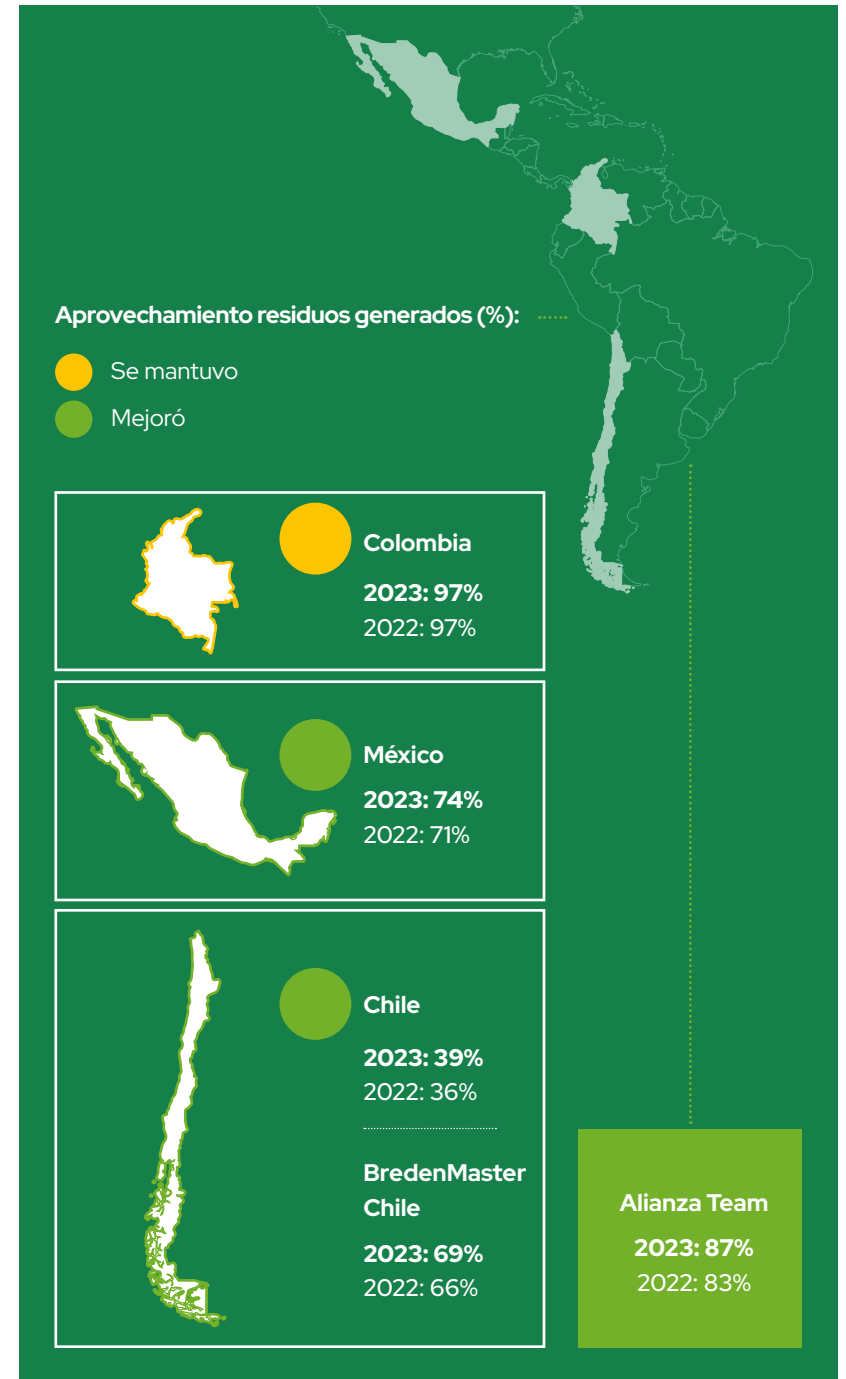 Aprovechamiento residuos generados (%):
Se mantuvo
Mejoró
Colombia
2023: 97%
2022: 97%
México
2023: 74%
2022: 71%
Chile
2023: 39%
2022: 36%
BredenMaster
Chile
2023: 69%
2022: 66%
Alianza Team
2023: 87%
2022: 83%